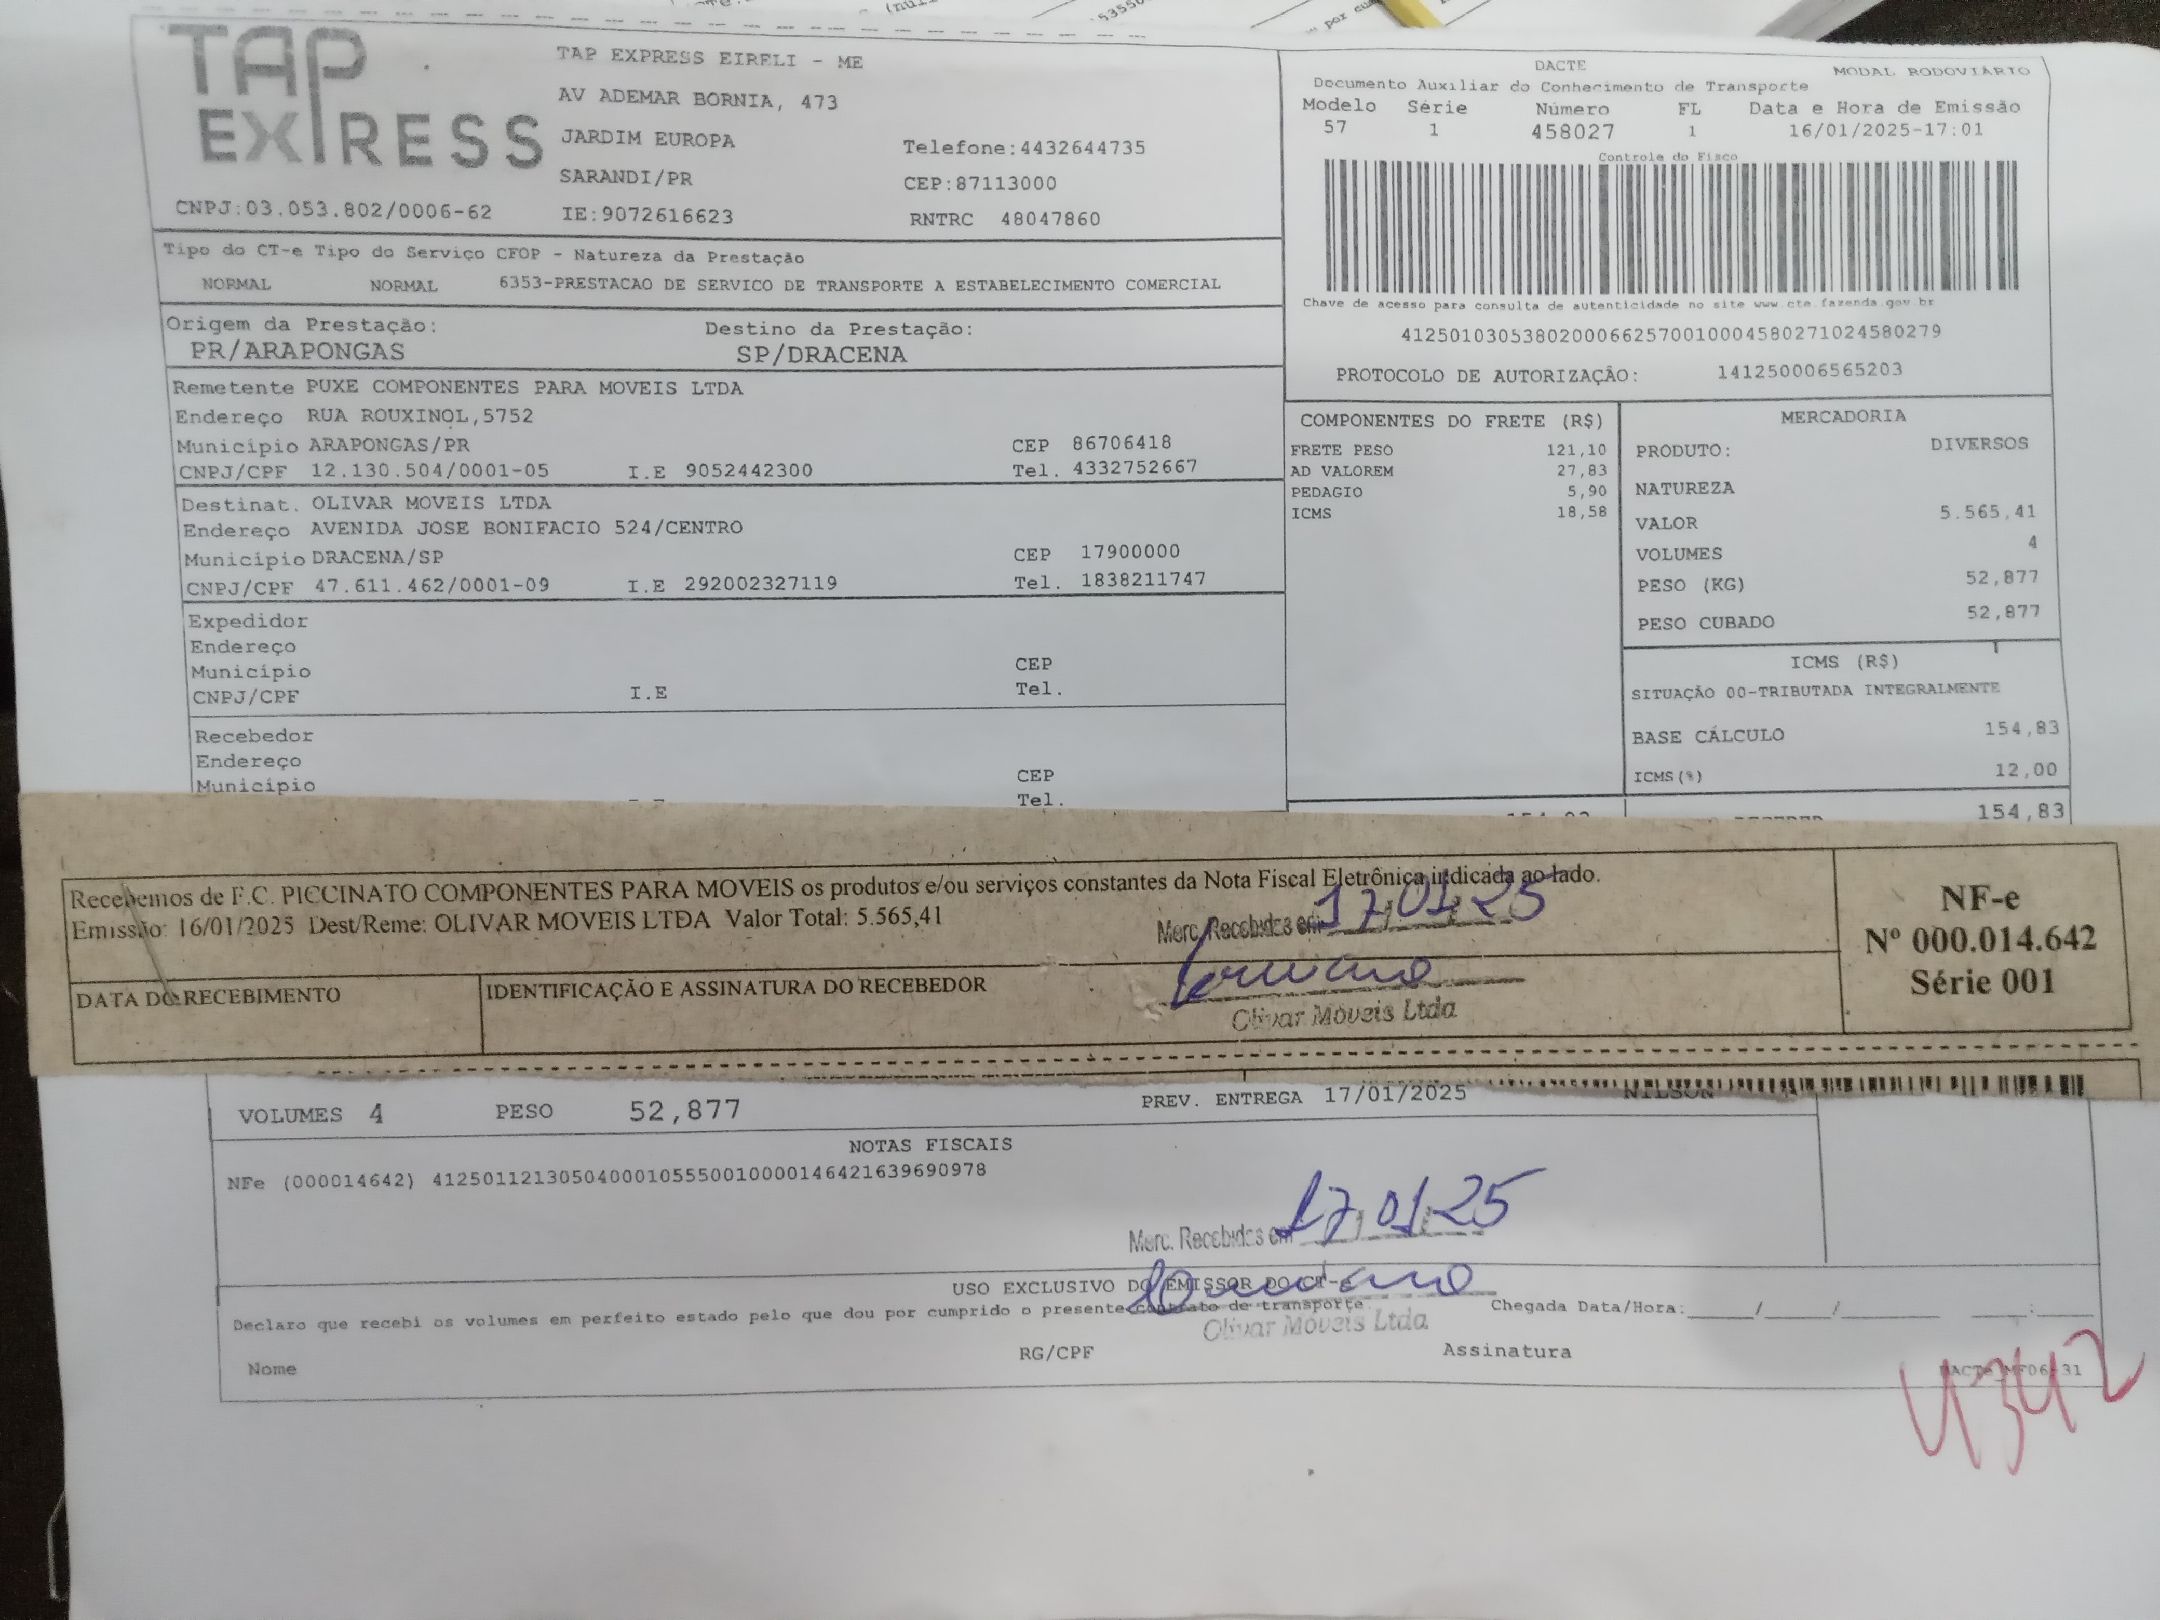 TAP EXPRESS
TAP EXPRESS EIRELI - ME
AV ADEMAR BORNIA, 473
JARDIM EUROPA
Telefone:4432644735
SARANDI/PR
CEP:87113000
CNPJ:03.053.802/0006-62
IE:9072616623
RNTRC 48047860
DACTE
MODAL RODOVIÁRIO
Documento Auxiliar do Conhecimento de Transporte
Modelo Série Número FL Data e Hora de Emissão
57 1 458027 1 16/01/2025-17:01
Controle do Fisco
Chave de acesso para consulta de autenticidade no site www.cte.fazenda.gov.br
41250103053802000662570010004580271024580279
PROTOCOLO DE AUTORIZAÇÃO: 141250006565203
Tipo do CT-e Tipo do Serviço CFOP - Natureza da Prestação
NORMAL NORMAL 6353-PRESTACAO DE SERVICO DE TRANSPORTE A ESTABELECIMENTO COMERCIAL
Origem da Prestação: Destino da Prestação:
PR/ARAPONGAS SP/DRACENA
Remetente PUXE COMPONENTES PARA MOVEIS LTDA
Endereço RUA ROUXINOL,5752
Município ARAPONGAS/PR CEP 86706418
CNPJ/CPF 12.130.504/0001-05 I.E 9052442300 Tel. 4332752667
Destinat. OLIVAR MOVEIS LTDA
Endereço AVENIDA JOSE BONIFACIO 524/CENTRO
Município DRACENA/SP CEP 17900000
CNPJ/CPF 47.611.462/0001-09 I.E 292002327119 Tel. 1838211747
Expedidor
Endereço
Município CEP
CNPJ/CPF I.E Tel.
Recebedor
Endereço
Município CEP
Tel.
COMPONENTES DO FRETE (R$)
FRETE PESO 121,10
AD VALOREM 27,83
PEDAGIO 5,90
ICMS 18,58
MERCADORIA
PRODUTO: DIVERSOS
NATUREZA
VALOR 5.565,41
VOLUMES 4
PESO (KG) 52,877
PESO CUBADO 52,877
ICMS (R$)
SITUAÇÃO 00-TRIBUTADA INTEGRALMENTE
BASE CÁLCULO 154,83
ICMS(%) 12,00
154,83
Recebemos de F.C. PICCINATO COMPONENTES PARA MOVEIS os produtos e/ou serviços constantes da Nota Fiscal Eletrônica indicada ao lado.
Emissão: 16/01/2025 Dest/Reme: OLIVAR MOVEIS LTDA Valor Total: 5.565,41
Merc. Recebidas em 17.01.25
DATA DO RECEBIMENTO
IDENTIFICAÇÃO E ASSINATURA DO RECEBEDOR
Olivar Móveis Ltda
NF-e
Nº 000.014.642
Série 001
VOLUMES 4 PESO 52,877 PREV. ENTREGA 17/01/2025 NILSON
NOTAS FISCAIS
NFe (000014642) 41250112130504000105550010000146421639690978
Merc. Recebidas em 17.01.25
USO EXCLUSIVO DO EMISSOR DO CT-e
Declaro que recebi os volumes em perfeito estado pelo que dou por cumprido o presente contrato de transporte.
Chegada Data/Hora:____/____/______ ___:____
Olivar Móveis Ltda
Nome RG/CPF Assinatura
4342